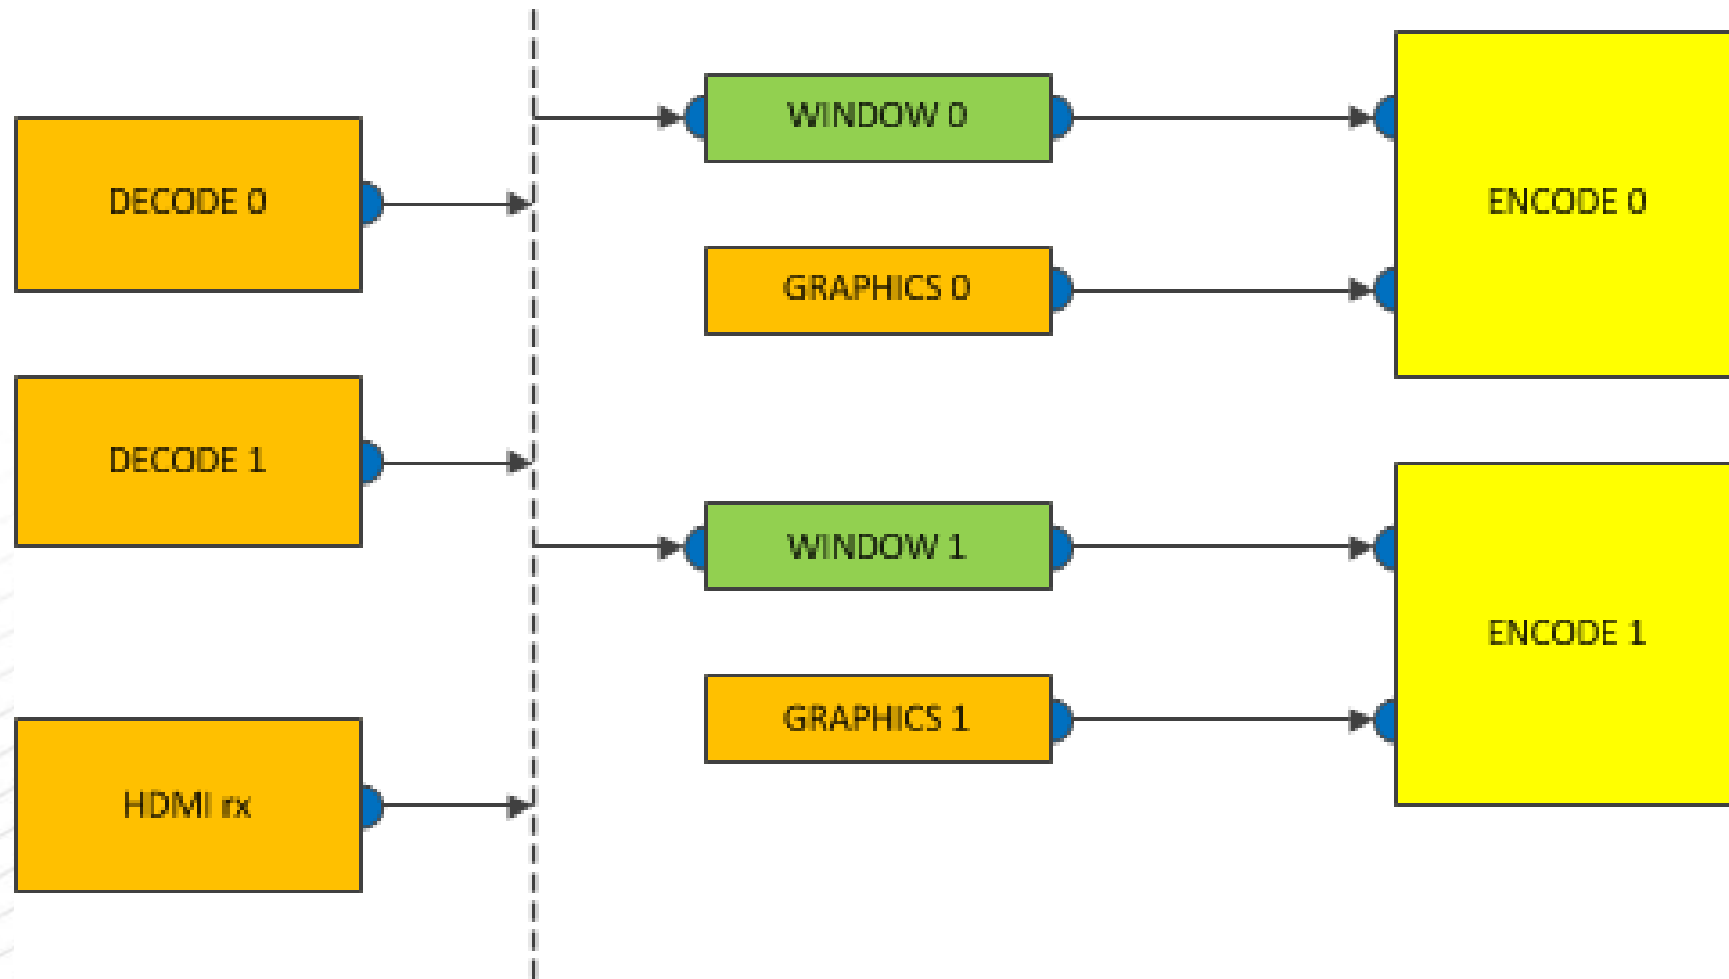 DECODE 0
DECODE 1
HDMI rx
WINDOW 0
GRAPHICS 0
WINDOW 1
GRAPHICS 1
ENCODE 0
ENCODE 1